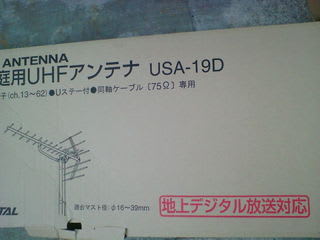 ANTENNA
庭用UHFアンテナ USA-19D
子(ch.13~62)●Uステー付●同軸ケーブル〔75Ω〕専用
適合マスト径:φ16~39mm
地上デジタル放送対応
TAL